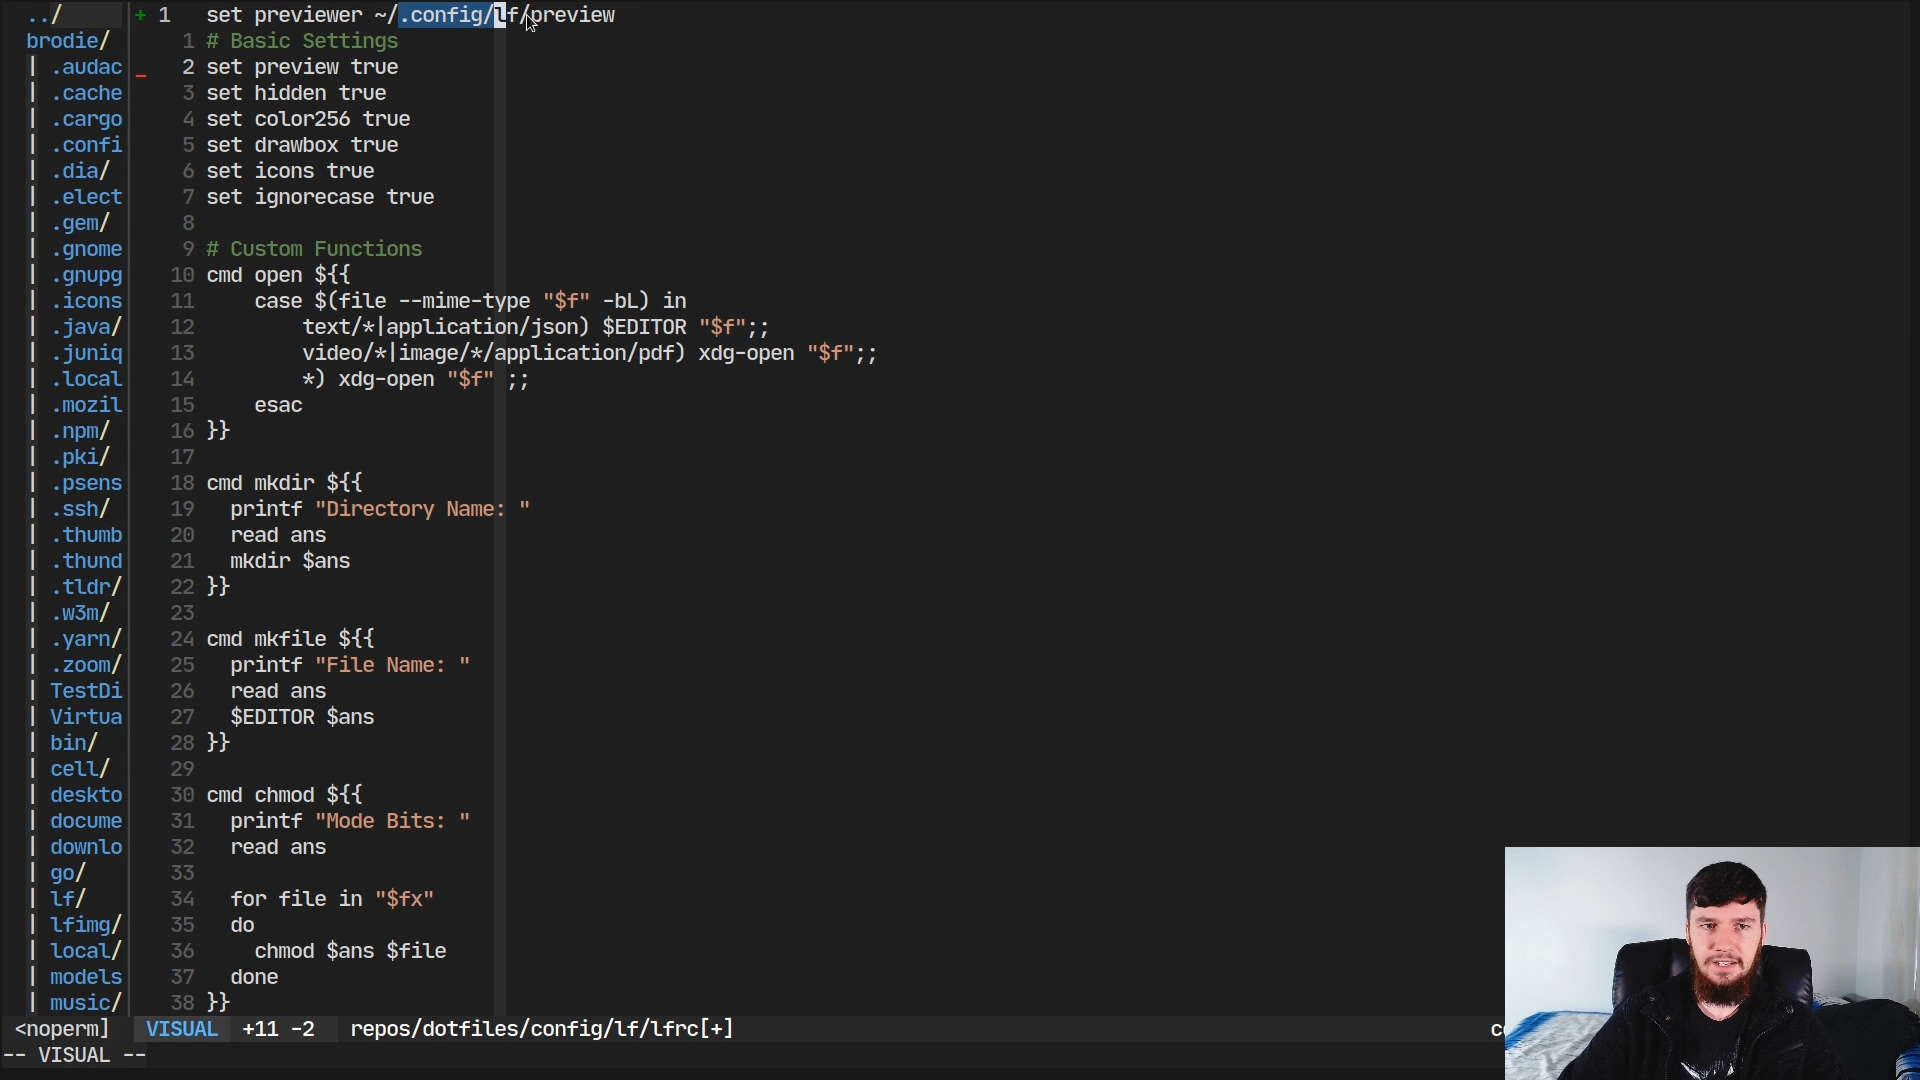 ../
brodie/
| .audac
| .cache
| .cargo
| .confi
| .dia/
| .elect
| .gem/
| .gnome
| .gnupg
| .icons
| .java/
| .juniq
| .local
| .mozil
| .npm/
| .pki/
| .psens
| .ssh/
| .thumb
| .thund
| .tldr/
| .w3m/
| .yarn/
| .zoom/
| TestDi
| Virtua
| bin/
| cell/
| deskto
| docume
| downlo
| go/
| lf/
| lfimg/
| local/
| models
| music/
+ 1 set previewer ~/.config/lf/preview
1 # Basic Settings
_ 2 set preview true
3 set hidden true
4 set color256 true
5 set drawbox true
6 set icons true
7 set ignorecase true
8
9 # Custom Functions
10 cmd open ${{
11 case $(file --mime-type "$f" -bL) in
12 text/*|application/json) $EDITOR "$f";;
13 video/*|image/*/application/pdf) xdg-open "$f";;
14 *) xdg-open "$f" ;;
15 esac
16 }}
17
18 cmd mkdir ${{
19 printf "Directory Name: "
20 read ans
21 mkdir $ans
22 }}
23
24 cmd mkfile ${{
25 printf "File Name: "
26 read ans
27 $EDITOR $ans
28 }}
29
30 cmd chmod ${{
31 printf "Mode Bits: "
32 read ans
33
34 for file in "$fx"
35 do
36 chmod $ans $file
37 done
38 }}
<noperm] VISUAL +11 -2 repos/dotfiles/config/lf/lfrc[+]
-- VISUAL --